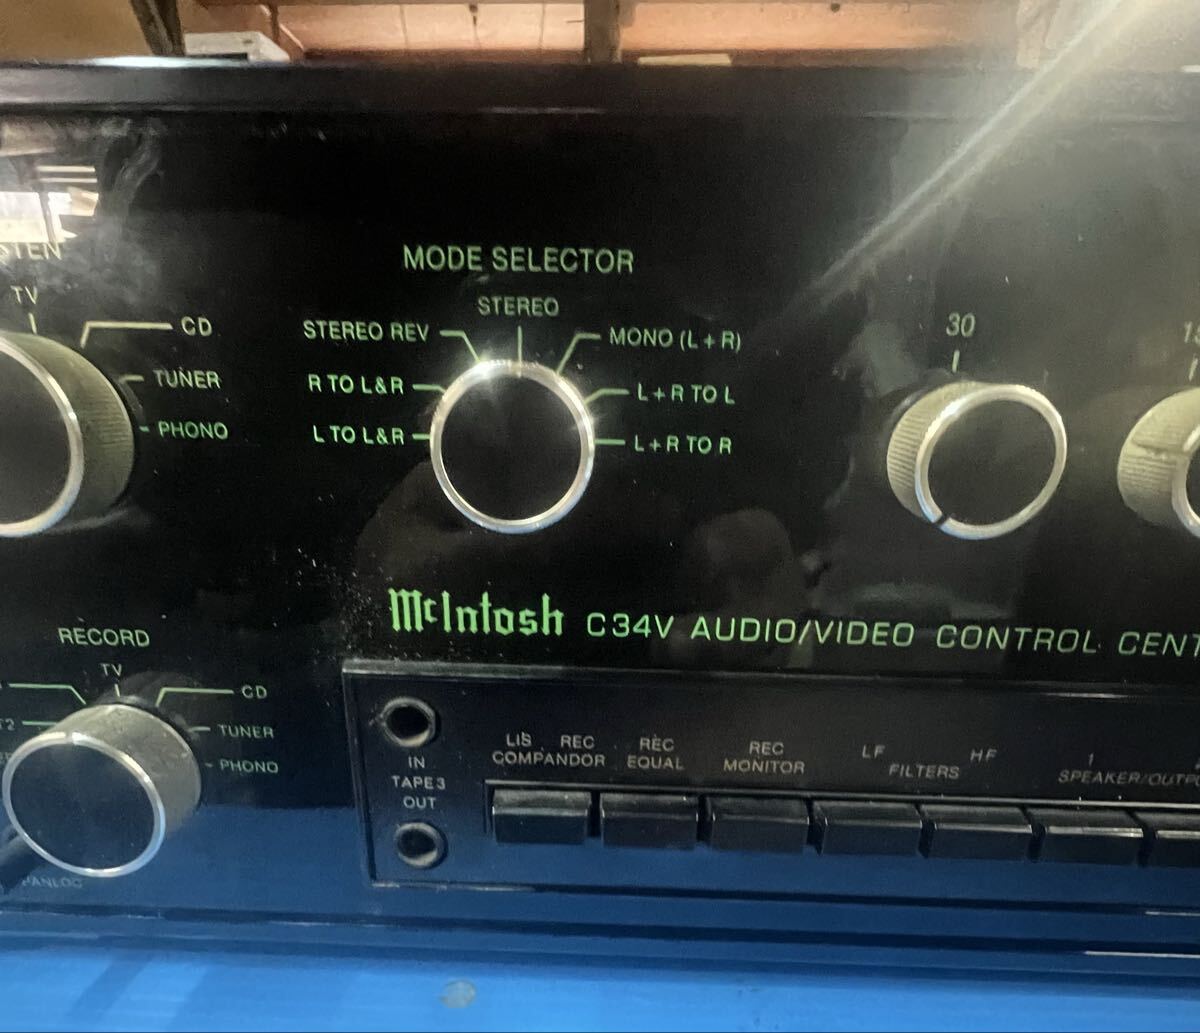 MODE SELECTOR
STEREO
STEREO REV
MONO (L + R)
R TO L&R
L + R TO L
L TO L&R
L + R TO R
TV
CD
TUNER
PHONO
30
McIntosh C34V AUDIO/VIDEO CONTROL
RECORD
TV
CD
TUNER
PHONO
IN
TAPE 3
OUT
LIS REC
COMPANDOR
REC
EQUAL
REC
MONITOR
LF HF
FILTERS
1